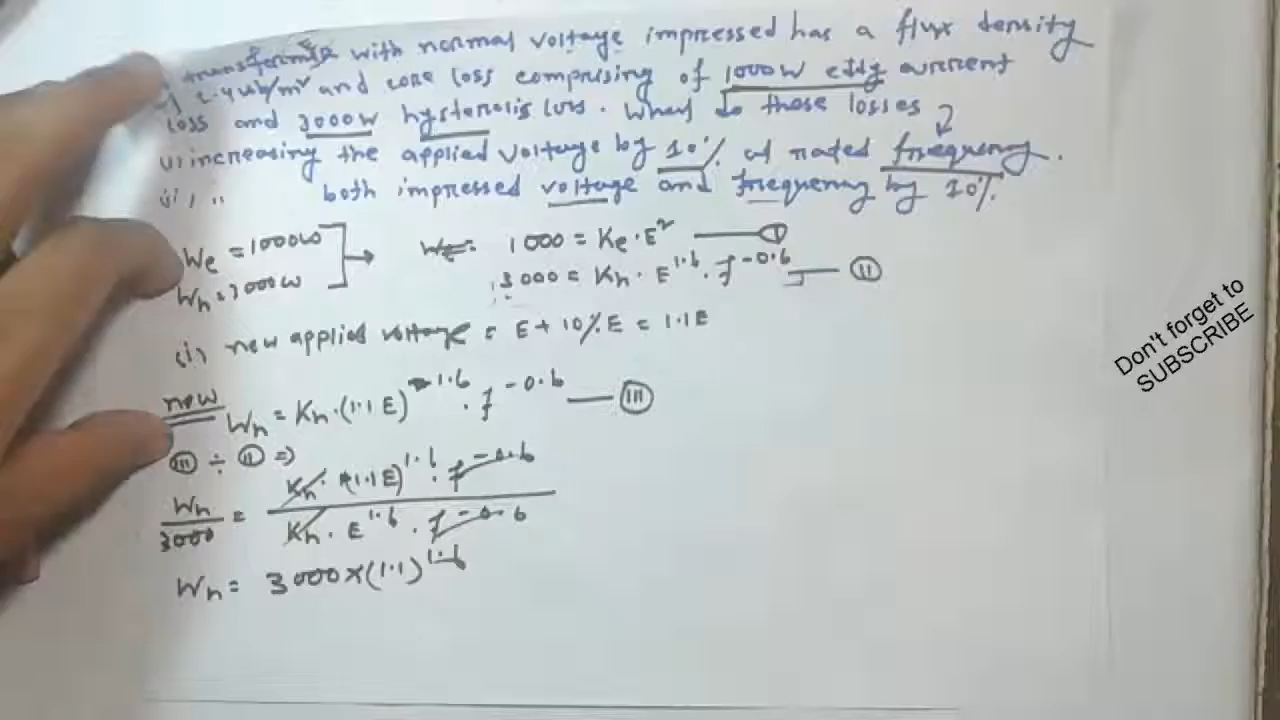 transformer with normal voltage impressed has a flux density
1.4 wb/m² and core loss comprising of 1000W eddy current
loss and 3000W hysteresis loss. What do these losses
i) increasing the applied voltage by 10% at rated frequency.
ii) ,, both impressed voltage and frequency by 10%.
We = 1000W
Wh = 3000W
1000 = Ke · E² — I
3000 = Kh · E^1.6 · f^-0.6 — II
(i) new applied voltage = E + 10% E = 1.1E
new Wh = Kh · (1.1E)^1.6 · f^-0.6 — III
III ÷ II ⇒
Wh/3000 = Kh · (1.1E)^1.6 · f^-0.6 / Kh · E^1.6 · f^-0.6
Wh = 3000 × (1.1)^1.6
Don't forget to
SUBSCRIBE